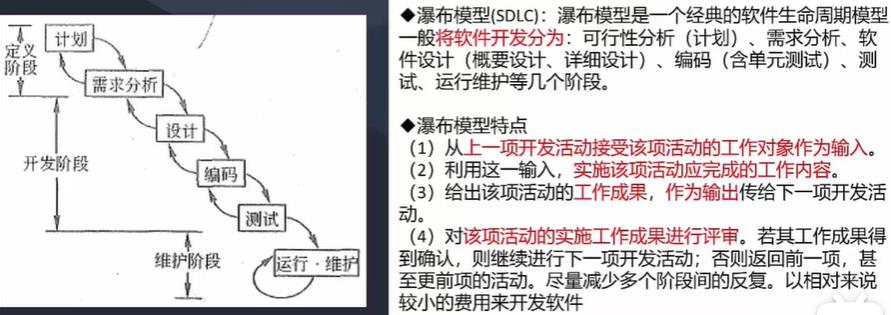 计划
定义
阶段
需求分析
设计
开发阶段
编码
测试
维护阶段
运行·维护
◆瀑布模型(SDLC)：瀑布模型是一个经典的软件生命周期模型
一般将软件开发分为：可行性分析（计划）、需求分析、软
件设计（概要设计、详细设计）、编码（含单元测试）、测
试、运行维护等几个阶段。
◆瀑布模型特点
（1）从上一项开发活动接受该项活动的工作对象作为输入。
（2）利用这一输入，实施该项活动应完成的工作内容。
（3）给出该项活动的工作成果，作为输出传给下一项开发活
动。
（4）对该项活动的实施工作成果进行评审。若其工作成果得
到确认，则继续进行下一项开发活动；否则返回前一项，甚
至更前项的活动。尽量减少多个阶段间的反复。以相对来说
较小的费用来开发软件